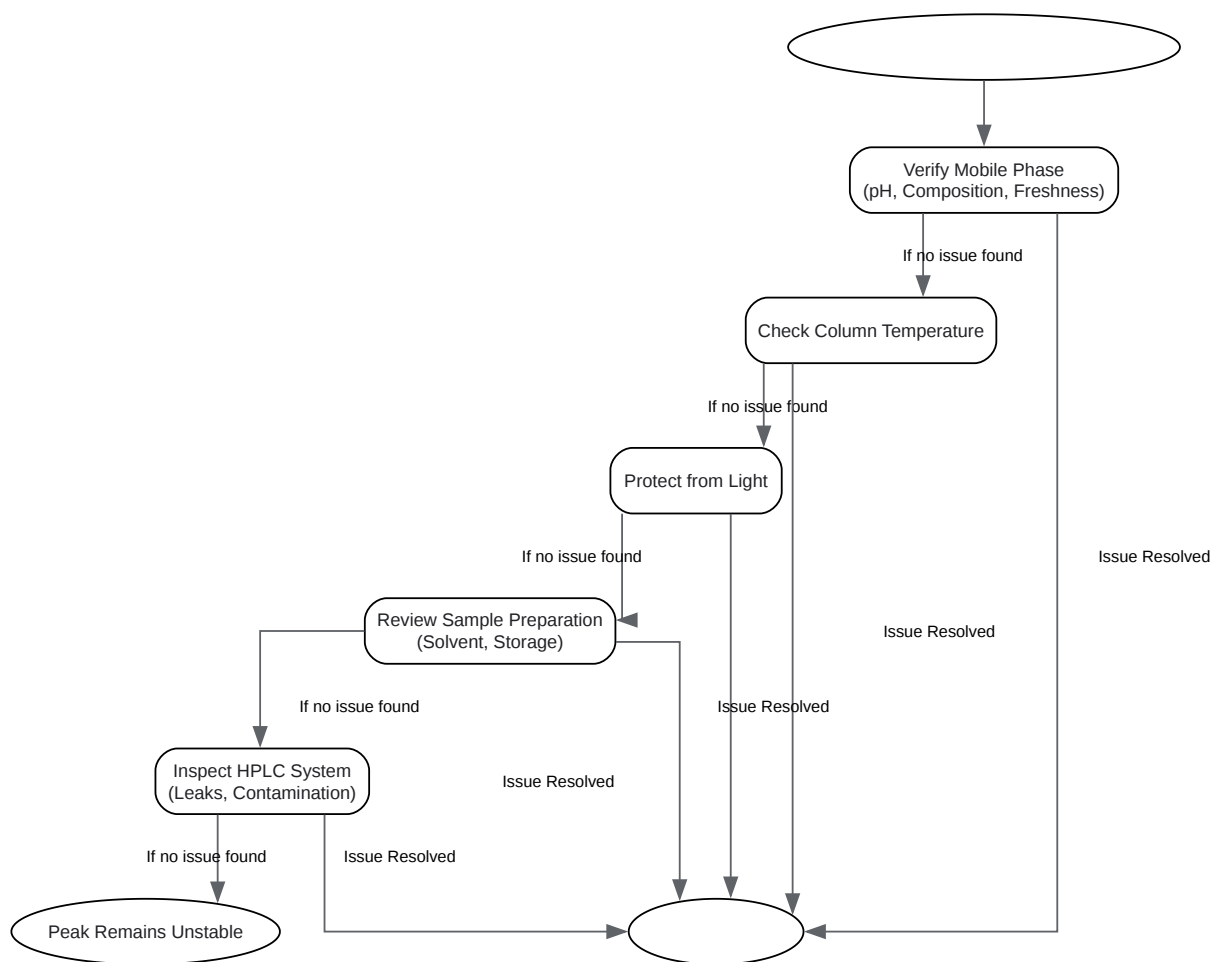 Verify Mobile Phase
(pH, Composition, Freshness)
If no issue found
Check Column Temperature
If no issue found
Protect from Light
If no issue found
Issue Resolved
Review Sample Preparation
(Solvent, Storage)
Issue Resolved
If no issue found
Issue Resolved
Inspect HPLC System
(Leaks, Contamination)
Issue Resolved
If no issue found
Issue Resolved
Peak Remains Unstable